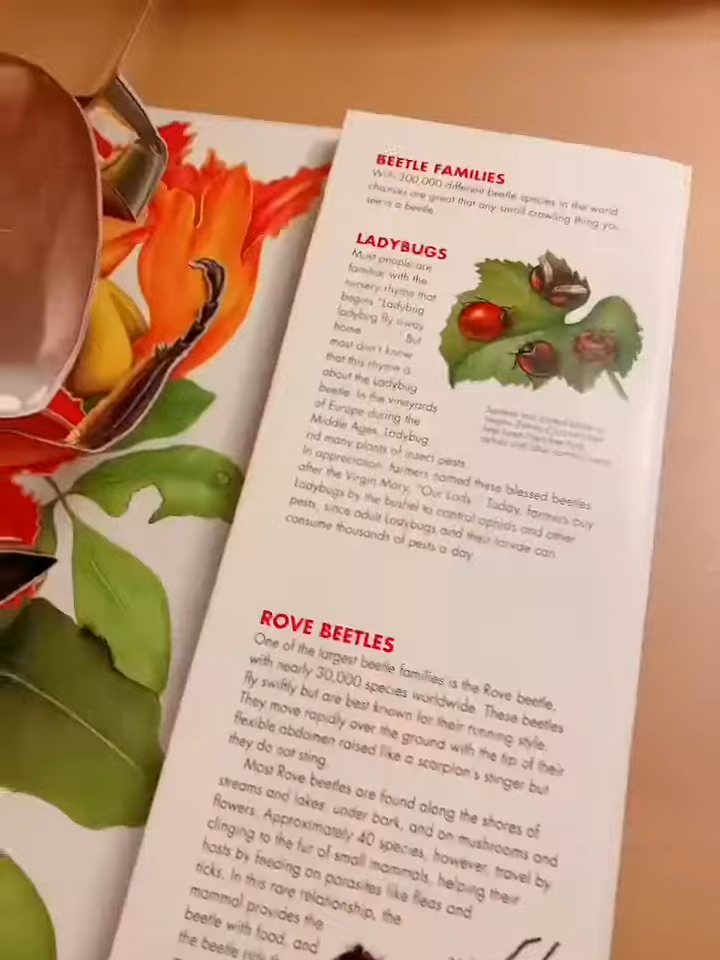 BEETLE FAMILIES
With 300,000 different beetle species in the world
chances are great that any small crawling thing you
see is a beetle.
LADYBUGS
Most people are
familiar with the
nursery rhyme that
begins "Ladybug
ladybug fly away
home But
most don't know
that this rhyme is
about the Ladybug
beetle. In the vineyards
of Europe during the
Middle Ages, Ladybug
rid many plants of insect pests
In appreciation farmers named these blessed beetles
after the Virgin Mary, "Our Lady." Today, farmers buy
Ladybugs by the bushel to control aphids and other
pests, since adult Ladybugs and their larvae can
consume thousands of pests a day.
ROVE BEETLES
One of the largest beetle families is the Rove beetle,
with nearly 30,000 species worldwide. These beetles
fly swiftly but are best known for their running style.
They move rapidly over the ground with the tip of their
flexible abdomen raised like a scorpion's stinger but
they do not sting.
Most Rove beetles are found along the shores of
streams and lakes, under bark, and on mushrooms and
flowers. Approximately 40 species, however, travel by
clinging to the fur of small mammals, helping their
hosts by feeding on parasites like fleas and
ticks. In this rare relationship, the
mammal provides the
beetle with food, and
the beetle rids the